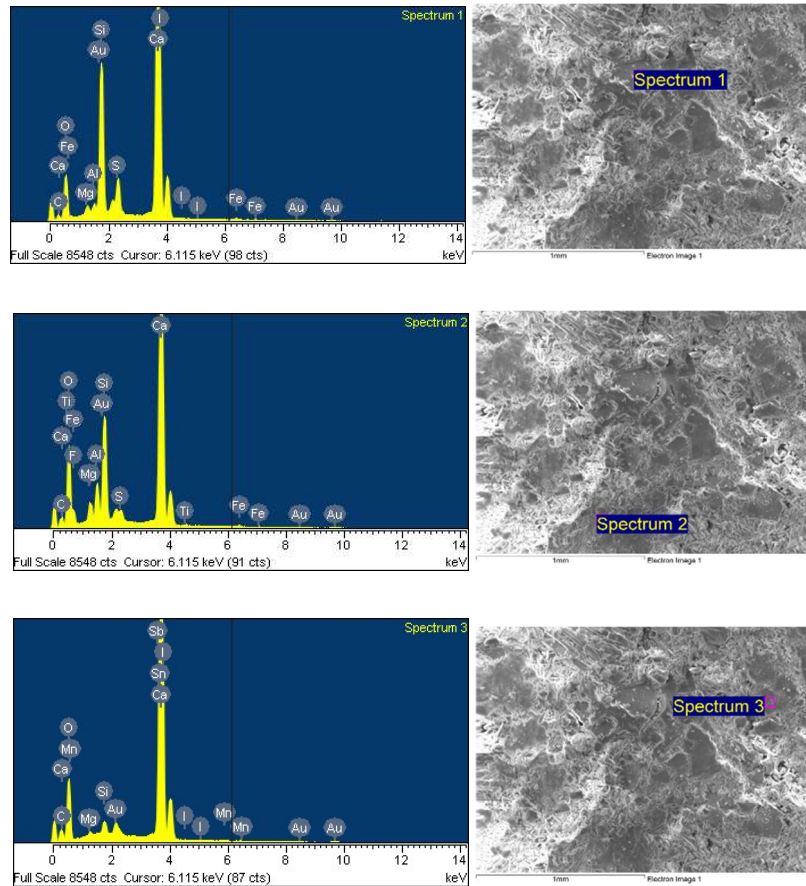 Spectrum 1
I
Si
Ca
Au
O
Fe
Al
S
Ca
Mg
I
I
Fe
Fe
Au
Au
C
0 2 4 6 8 10 12 14
Full Scale 8548 cts Cursor: 6.115 keV (98 cts) keV
Spectrum 1
1mm Electron Image 1
Spectrum 2
Ca
O
Si
Ti
Au
Fe
Ca
F
Al
Mg
S
Ti
Fe
Fe
Au
Au
C
0 2 4 6 8 10 12 14
Full Scale 8548 cts Cursor: 6.115 keV (91 cts) keV
Spectrum 2
1mm Electron Image 1
Spectrum 3
Sb
I
Sn
Ca
O
Mn
Ca
Si
Au
Mg
C
I
I
Mn
Mn
Au
Au
0 2 4 6 8 10 12 14
Full Scale 8548 cts Cursor: 6.115 keV (87 cts) keV
Spectrum 3
1mm Electron Image 1